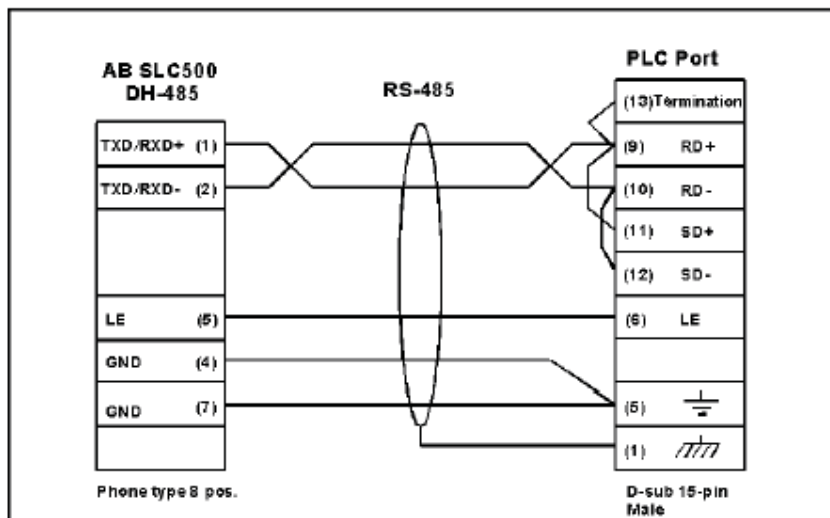 AB SLC500
DH-485
RS-485
PLC Port
TXD/RXD+ (1)
TXD/RXD- (2)
LE (5)
GND (4)
GND (7)
Phone type 8 pos.
(13)Termination
(9) RD+
(10) RD-
(11) SD+
(12) SD-
(6) LE
(5)
(1)
D-sub 15-pin
Male